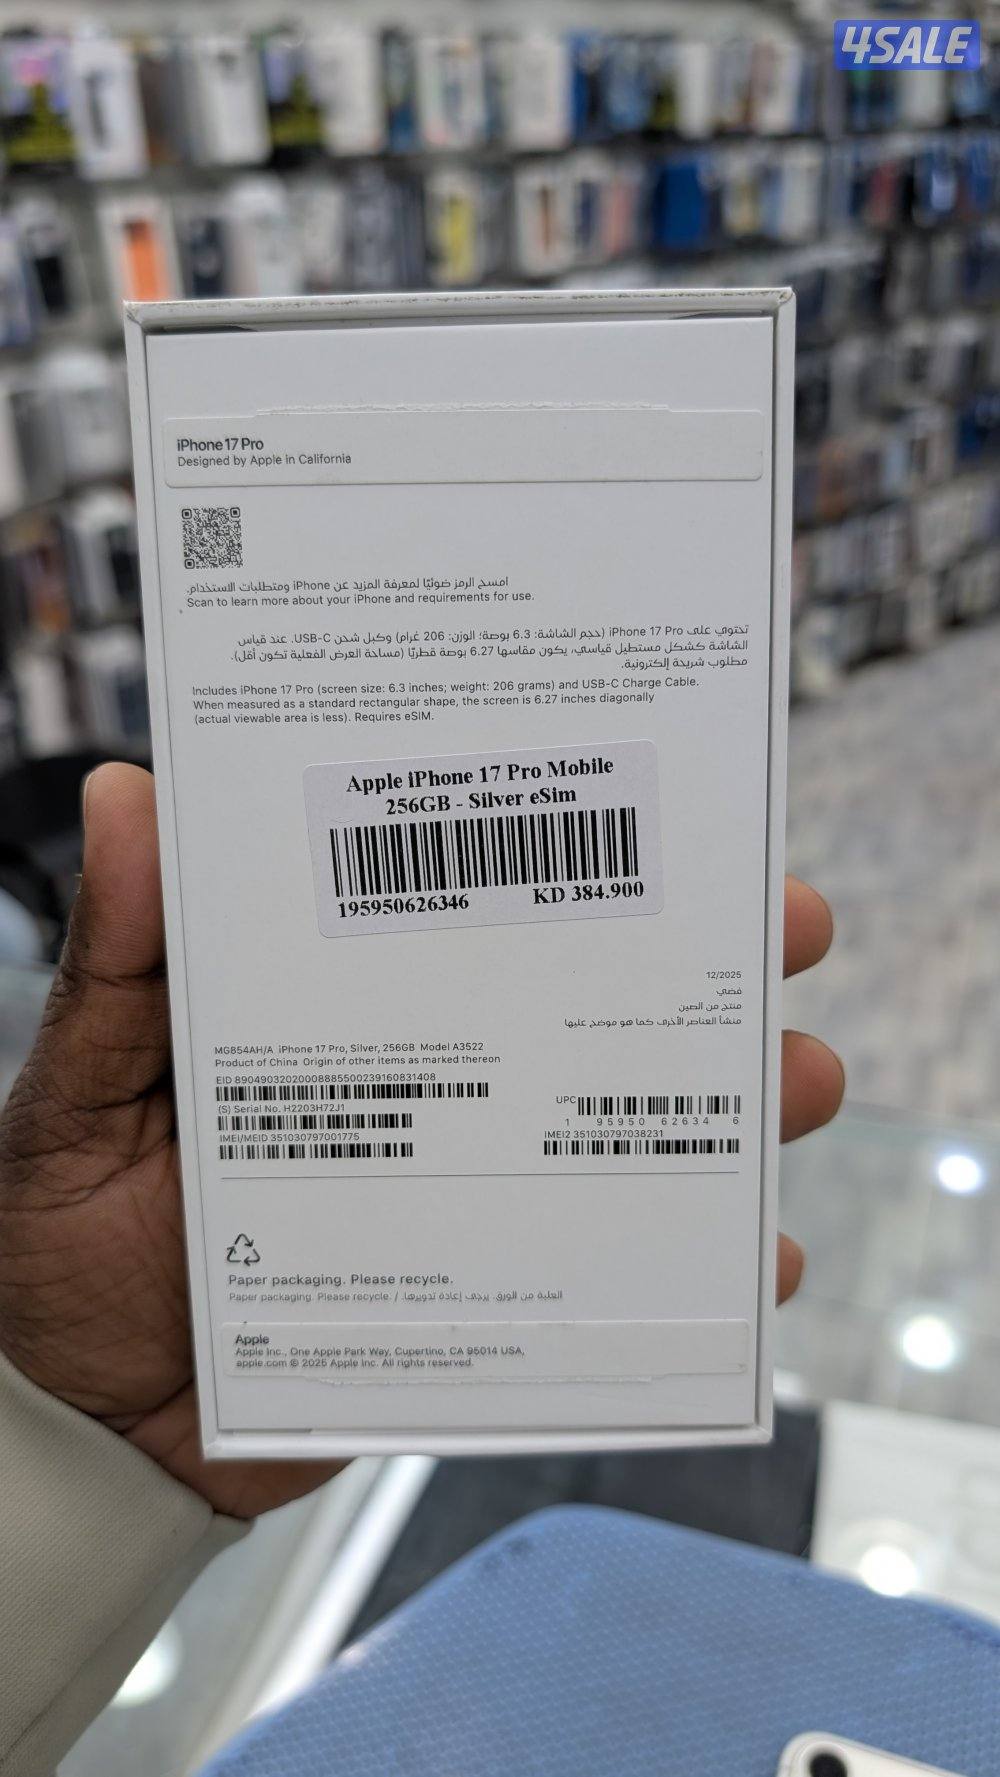 4SALE
iPhone 17 Pro
Designed by Apple in California
امسح الرمز ضوئيًا لمعرفة المزيد عن iPhone ومتطلبات الاستخدام.
Scan to learn more about your iPhone and requirements for use.
تحتوي على iPhone 17 Pro (حجم الشاشة: 6.3 بوصة؛ الوزن: 206 غرام) وكبل شحن USB-C. عند قياس
الشاشة كشكل مستطيل قياسي، يكون مقاسها 6.27 بوصة قطريًا (مساحة العرض الفعلية تكون أقل).
مطلوب شريحة إلكترونية.
Includes iPhone 17 Pro (screen size: 6.3 inches; weight: 206 grams) and USB-C Charge Cable.
When measured as a standard rectangular shape, the screen is 6.27 inches diagonally
(actual viewable area is less). Requires eSIM.
Apple iPhone 17 Pro Mobile
256GB - Silver eSim
195950626346 KD 384.900
12/2025
فضي
منتج من الصين
منشأ العناصر الأخرى كما هو موضح عليها
MG854AH/A iPhone 17 Pro, Silver, 256GB Model A3522
Product of China Origin of other items as marked thereon
EID 89049032020008885500239160831408
(S) Serial No. H2203H72J1
UPC
1 95950 62634 6
IMEI/MEID 351030797001775
IMEI2 351030797038231
Paper packaging. Please recycle.
Paper packaging. Please recycle. / العلبة من الورق. يرجى إعادة تدويرها.
Apple
Apple Inc., One Apple Park Way, Cupertino, CA 95014 USA.
apple.com © 2025 Apple Inc. All rights reserved.